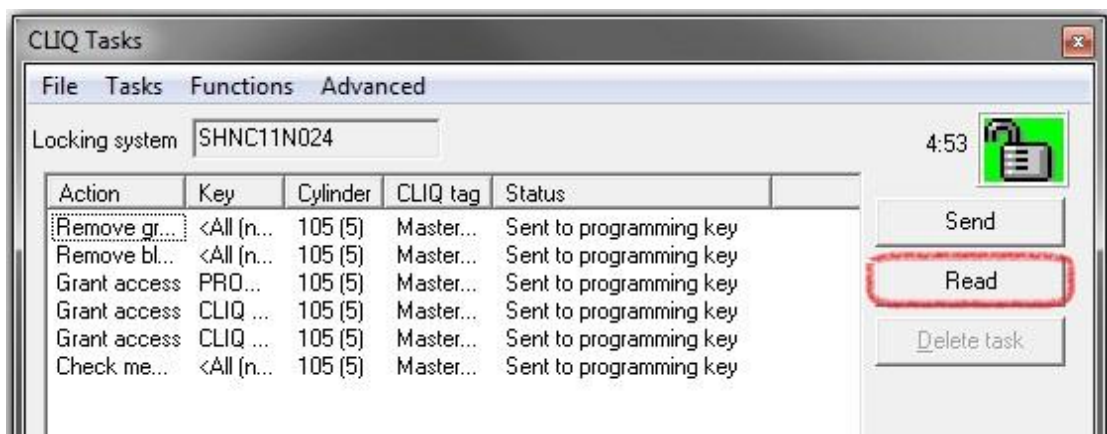 CLIQ Tasks
File Tasks Functions Advanced
Locking system SHNC11N024 4:53
Action Key Cylinder CLIQ tag Status
Remove gr... <All (n... 105 (5) Master... Sent to programming key
Remove bl... <All (n... 105 (5) Master... Sent to programming key
Grant access PRO... 105 (5) Master... Sent to programming key
Grant access CLIQ ... 105 (5) Master... Sent to programming key
Grant access CLIQ ... 105 (5) Master... Sent to programming key
Check me... <All (n... 105 (5) Master... Sent to programming key
Send
Read
Delete task